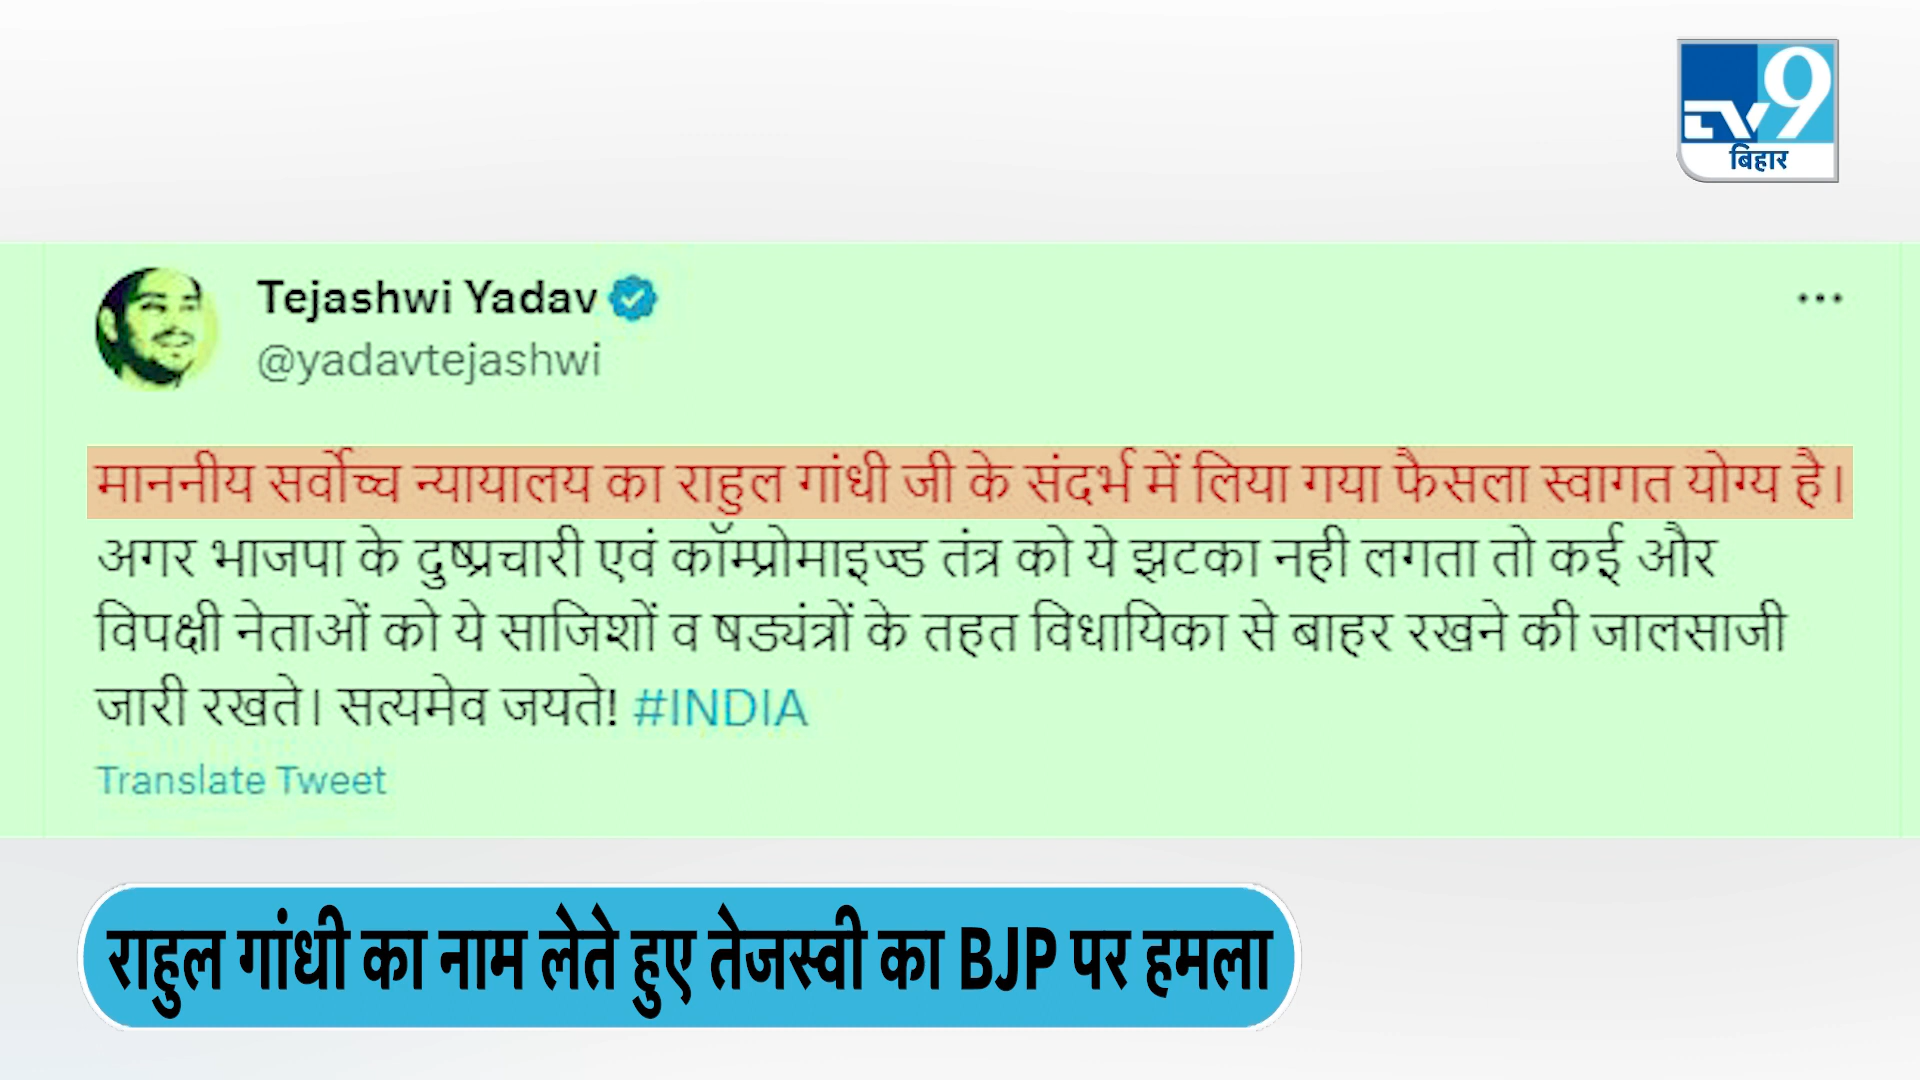 TV9
बिहार
Tejashwi Yadav
@yadavtejashwi
माननीय सर्वोच्च न्यायालय का राहुल गांधी जी के संदर्भ में लिया गया फैसला स्वागत योग्य है।
अगर भाजपा के दुष्प्रचारी एवं कॉम्प्रोमाइज्ड तंत्र को ये झटका नही लगता तो कई और
विपक्षी नेताओं को ये साजिशों व षड्यंत्रों के तहत विधायिका से बाहर रखने की जालसाजी
जारी रखते। सत्यमेव जयते! #INDIA
Translate Tweet
राहुल गांधी का नाम लेते हुए तेजस्वी का BJP पर हमला